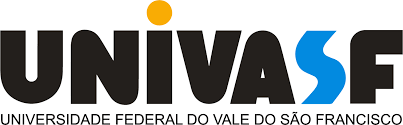 UNIVASF
UNIVERSIDADE FEDERAL DO VALE DO SÃO FRANCISCO